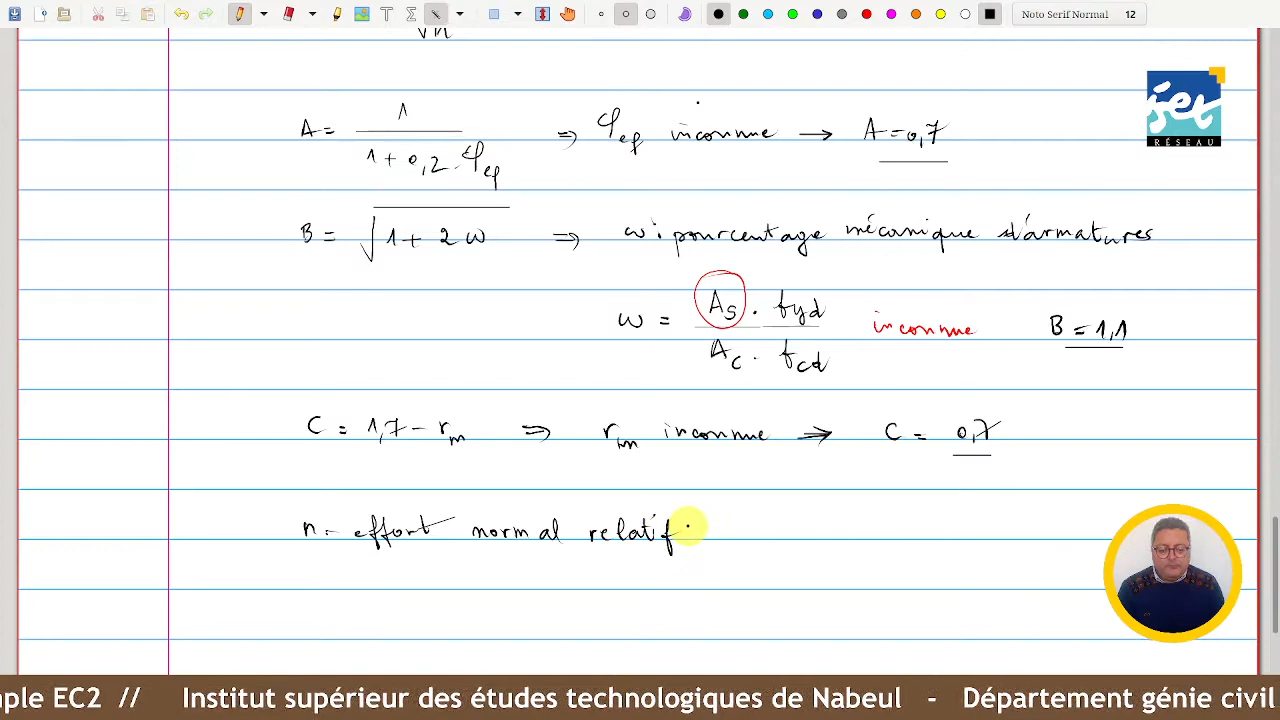 Noto Serif Normal 12
√n
A = 1 / (1 + 0,2 . φef) ⇒ φef inconnue → A = 0,7
B = √(1 + 2 ω) ⇒ ω : pourcentage mécanique d'armatures
ω = (As . fyd) / (Ac . fcd) inconnue B = 1,1
C = 1,7 - rm ⇒ rm inconnue → C = 0,7
n = effort normal relatif
iset
RÉSEAU
ple EC2 // Institut supérieur des études technologiques de Nabeul - Département génie civil